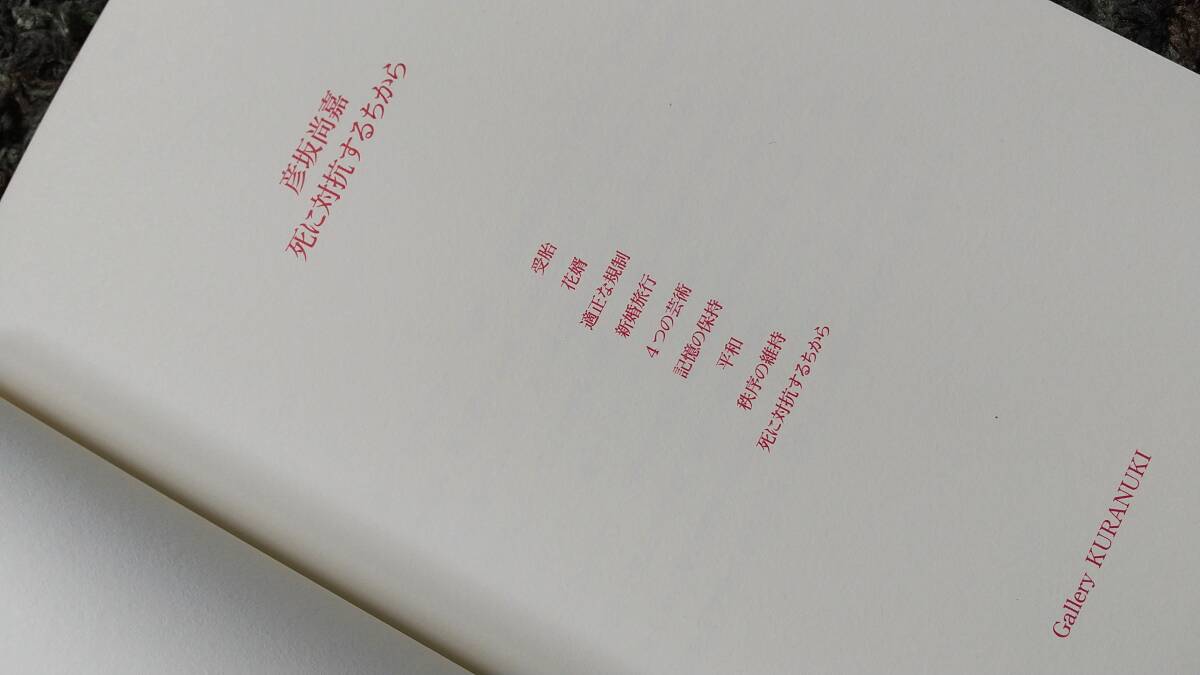 彦坂尚嘉
死に対抗するちから
受胎
花婿
適正な規制
新婚旅行
4つの芸術
記憶の保持
平和
秩序の維持
死に対抗するちから
Gallery KURANUKI